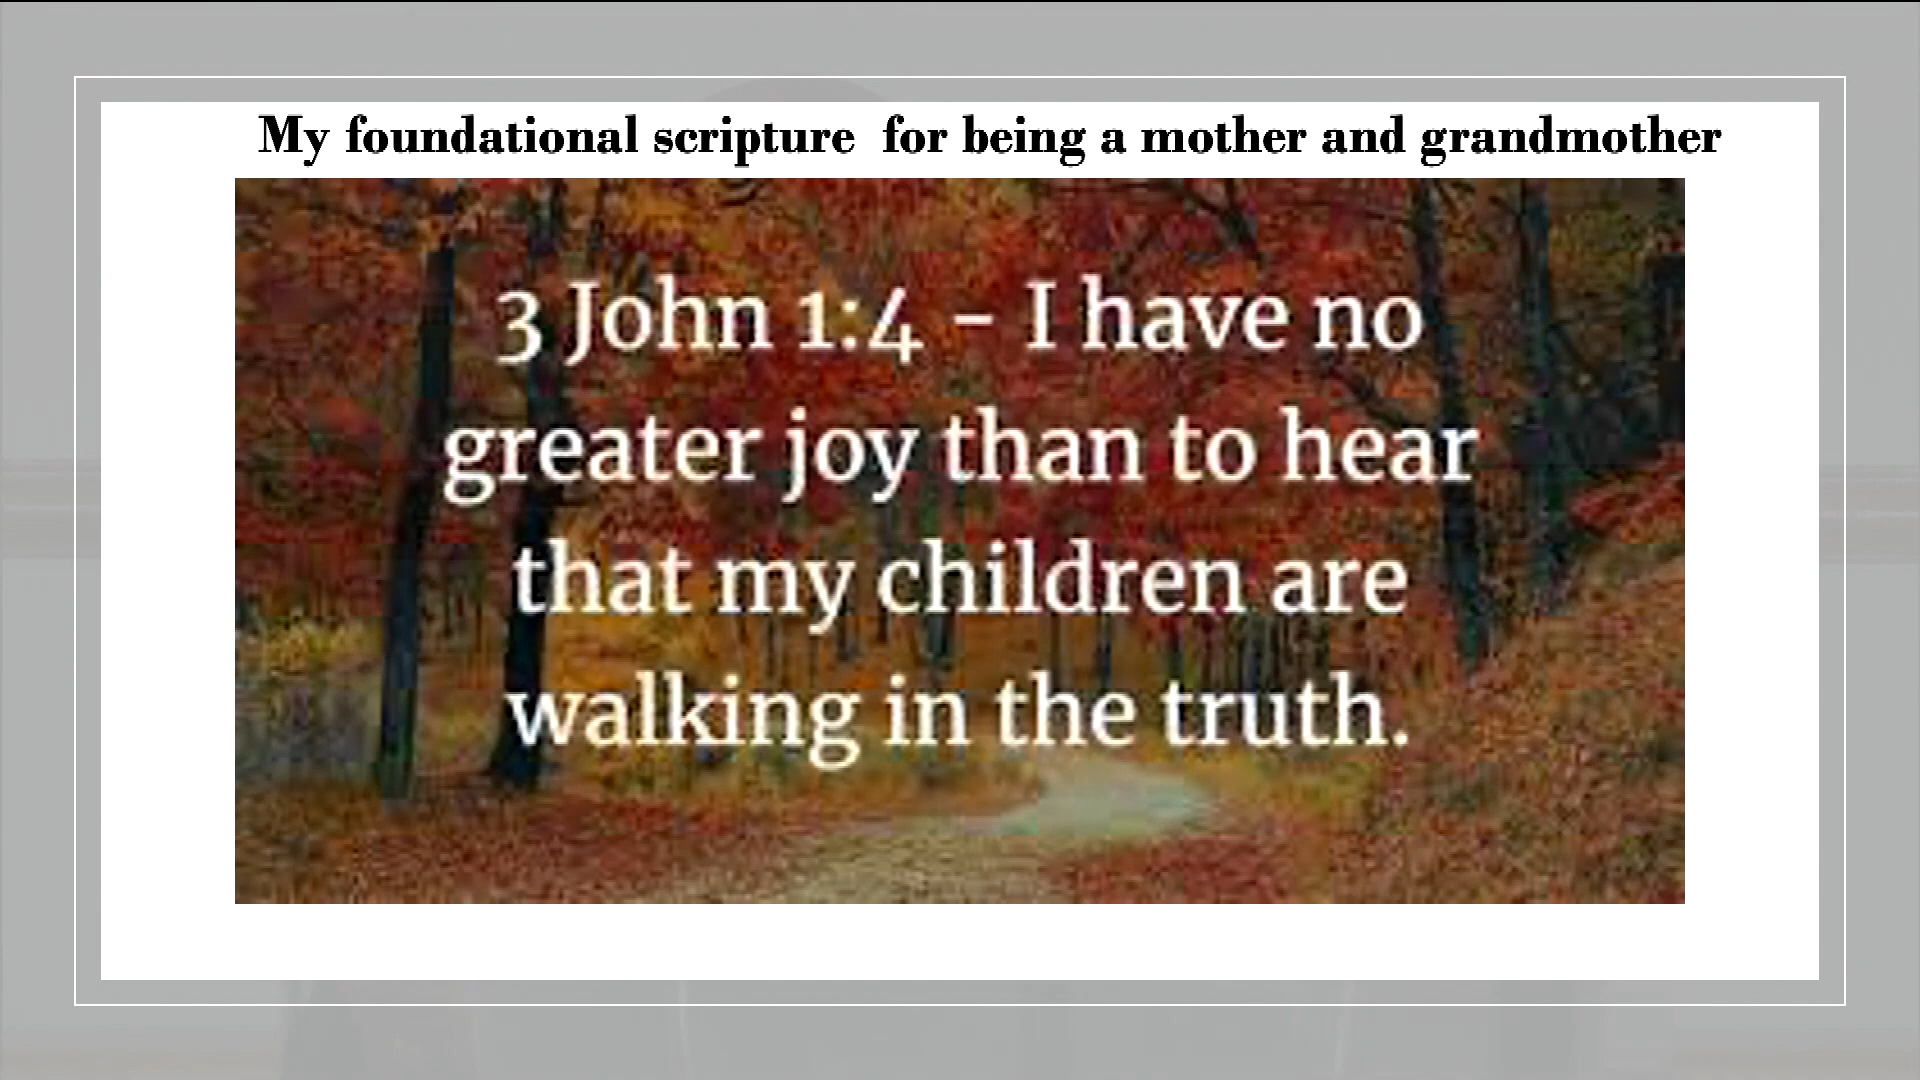 My foundational scripture for being a mother and grandmother
3 John 1:4 - I have no
greater joy than to hear
that my children are
walking in the truth.